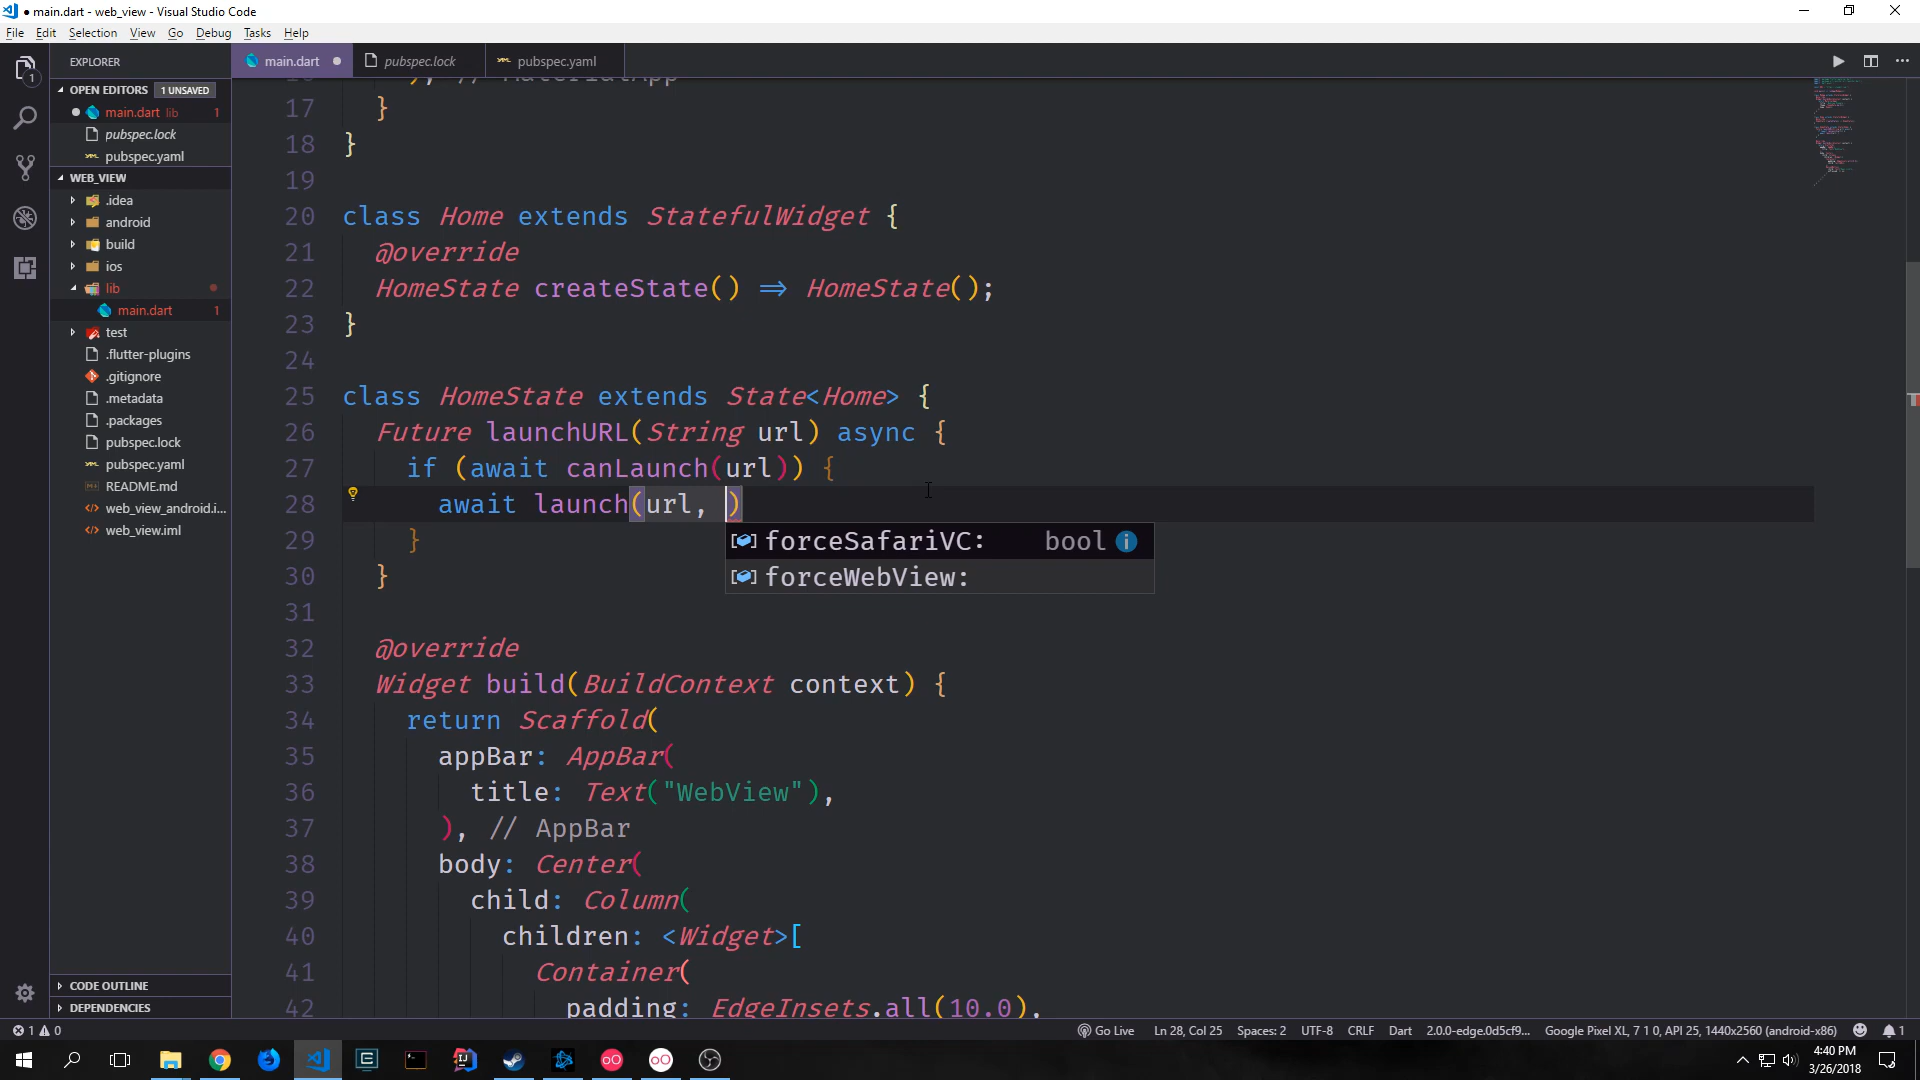 ● main.dart - web_view - Visual Studio Code
File Edit Selection View Go Debug Tasks Help
EXPLORER
main.dart ●
pubspec.lock
pubspec.yaml
OPEN EDITORS 1 UNSAVED
● main.dart lib 1
pubspec.lock
pubspec.yaml
WEB_VIEW
.idea
android
build
ios
lib
main.dart 1
test
.flutter-plugins
.gitignore
.metadata
.packages
pubspec.lock
pubspec.yaml
README.md
web_view_android.i...
web_view.iml
CODE OUTLINE
DEPENDENCIES
1
17 }
18 }
19
20 class Home extends StatefulWidget {
21 @override
22 HomeState createState() => HomeState();
23 }
24
25 class HomeState extends State<Home> {
26 Future launchURL(String url) async {
27 if (await canLaunch(url)) {
28 await launch(url, )
forceSafariVC: bool
forceWebView:
29 }
30 }
31
32 @override
33 Widget build(BuildContext context) {
34 return Scaffold(
35 appBar: AppBar(
36 title: Text("WebView"),
37 ), // AppBar
38 body: Center(
39 child: Column(
40 children: <Widget>[
41 Container(
42 padding: EdgeInsets.all(10.0),
1 0
Go Live Ln 28, Col 25 Spaces: 2 UTF-8 CRLF Dart 2.0.0-edge.0d5cf9... Google Pixel XL, 7 1 0, API 25, 1440x2560 (android-x86) 1
4:40 PM
3/26/2018